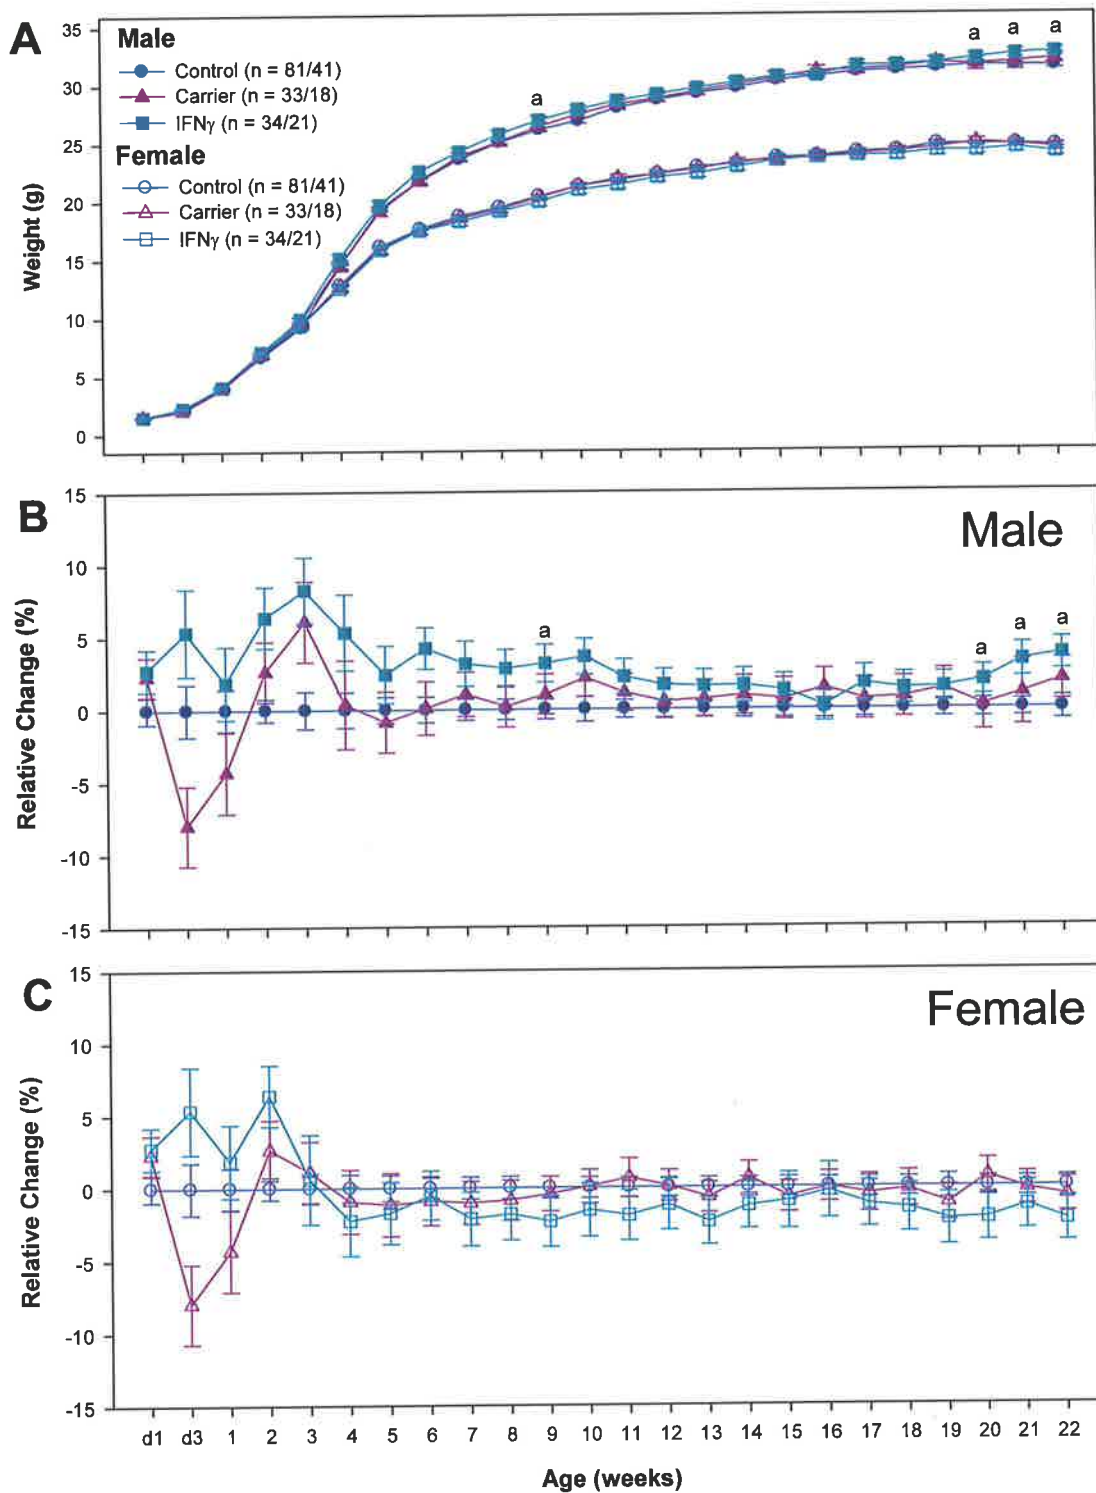 A
Male
Control (n = 81/41)
Carrier (n = 33/18)
IFNγ (n = 34/21)
Female
Control (n = 81/41)
Carrier (n = 33/18)
IFNγ (n = 34/21)
a
a a a
35
30
25
20
15
10
5
0
Weight (g)
B
Male
15
10
5
0
-5
-10
-15
Relative Change (%)
a
a a a
C
Female
15
10
5
0
-5
-10
-15
Relative Change (%)
d1 d3 1 2 3 4 5 6 7 8 9 10 11 12 13 14 15 16 17 18 19 20 21 22
Age (weeks)